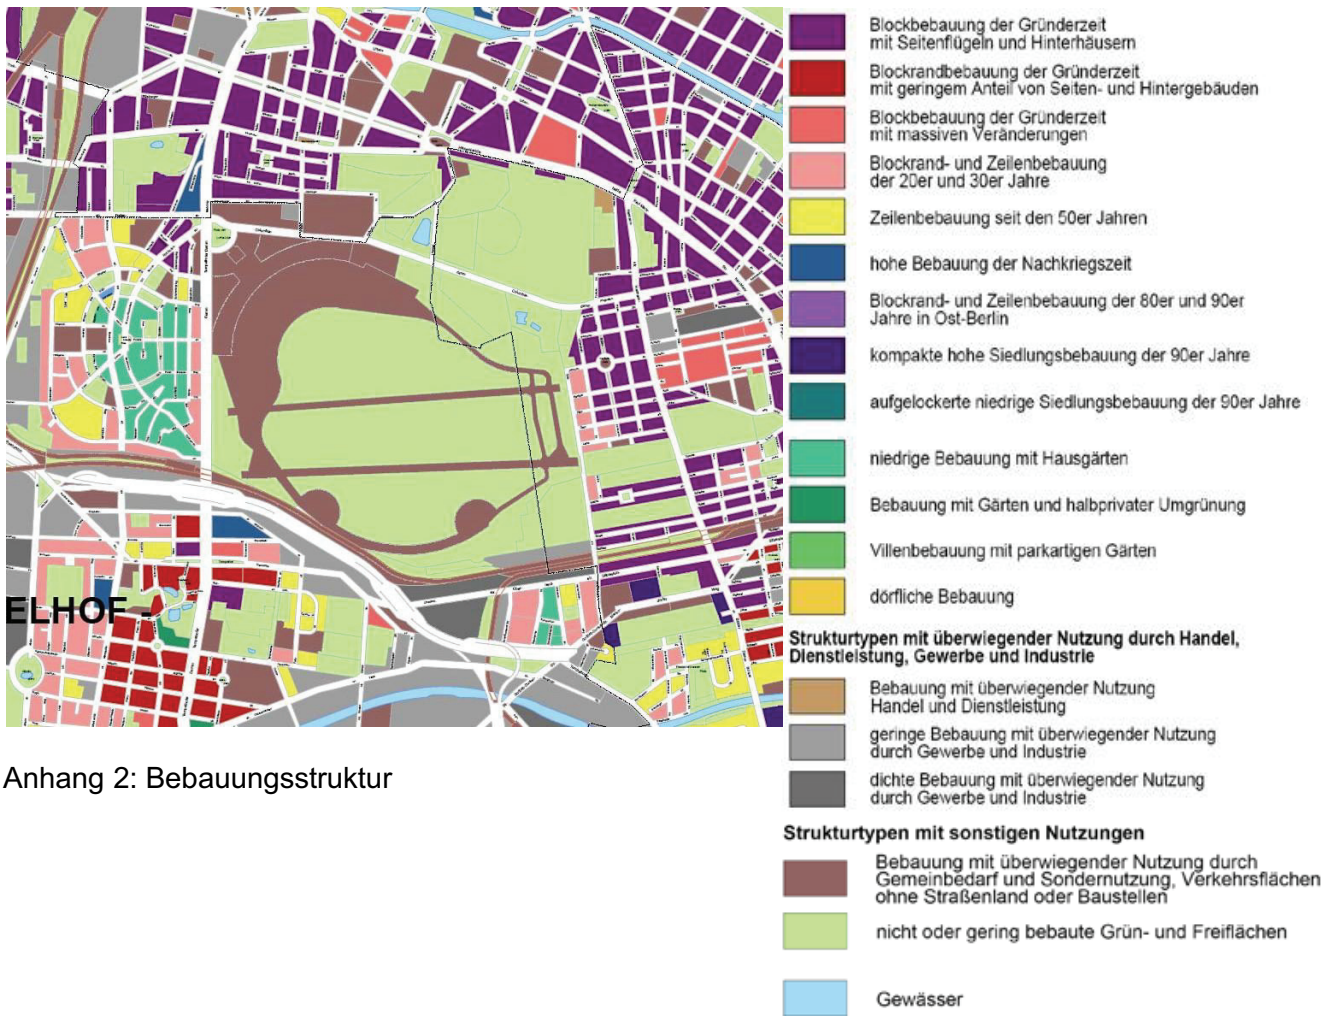 Blockbebauung der Gründerzeit
mit Seitenflügeln und Hinterhäusern
Blockrandbebauung der Gründerzeit
mit geringem Anteil von Seiten- und Hintergebäuden
Blockbebauung der Gründerzeit
mit massiven Veränderungen
Blockrand- und Zeilenbebauung
der 20er und 30er Jahre
Zeilenbebauung seit den 50er Jahren
hohe Bebauung der Nachkriegszeit
Blockrand- und Zeilenbebauung der 80er und 90er
Jahre in Ost-Berlin
kompakte hohe Siedlungsbebauung der 90er Jahre
aufgelockerte niedrige Siedlungsbebauung der 90er Jahre
niedrige Bebauung mit Hausgärten
Bebauung mit Gärten und halbprivater Umgrünung
Villenbebauung mit parkartigen Gärten
dörfliche Bebauung
Strukturtypen mit überwiegender Nutzung durch Handel,
Dienstleistung, Gewerbe und Industrie
Bebauung mit überwiegender Nutzung
Handel und Dienstleistung
geringe Bebauung mit überwiegender Nutzung
durch Gewerbe und Industrie
dichte Bebauung mit überwiegender Nutzung
durch Gewerbe und Industrie
Strukturtypen mit sonstigen Nutzungen
Bebauung mit überwiegender Nutzung durch
Gemeinbedarf und Sondernutzung, Verkehrsflächen
ohne Straßenland oder Baustellen
nicht oder gering bebaute Grün- und Freiflächen
Gewässer
ELHOF -
Anhang 2: Bebauungsstruktur